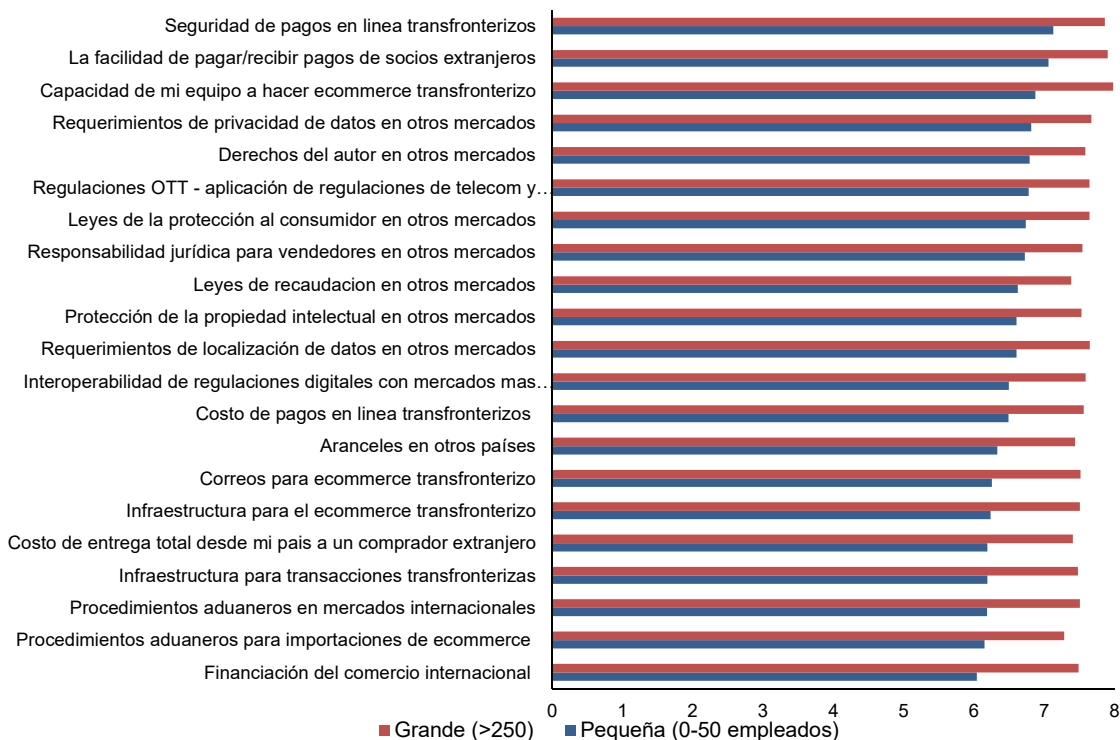 Seguridad de pagos en linea transfronterizos
La facilidad de pagar/recibir pagos de socios extranjeros
Capacidad de mi equipo a hacer ecommerce transfronterizo
Requerimientos de privacidad de datos en otros mercados
Derechos del autor en otros mercados
Regulaciones OTT - aplicación de regulaciones de telecom y…
Leyes de la protección al consumidor en otros mercados
Responsabilidad jurídica para vendedores en otros mercados
Leyes de recaudacion en otros mercados
Protección de la propiedad intelectual en otros mercados
Requerimientos de localización de datos en otros mercados
Interoperabilidad de regulaciones digitales con mercados mas…
Costo de pagos en linea transfronterizos
Aranceles en otros países
Correos para ecommerce transfronterizo
Infraestructura para el ecommerce transfronterizo
Costo de entrega total desde mi pais a un comprador extranjero
Infraestructura para transacciones transfronterizas
Procedimientos aduaneros en mercados internacionales
Procedimientos aduaneros para importaciones de ecommerce
Financiación del comercio internacional
0 1 2 3 4 5 6 7 8
Grande (>250) Pequeña (0-50 empleados)